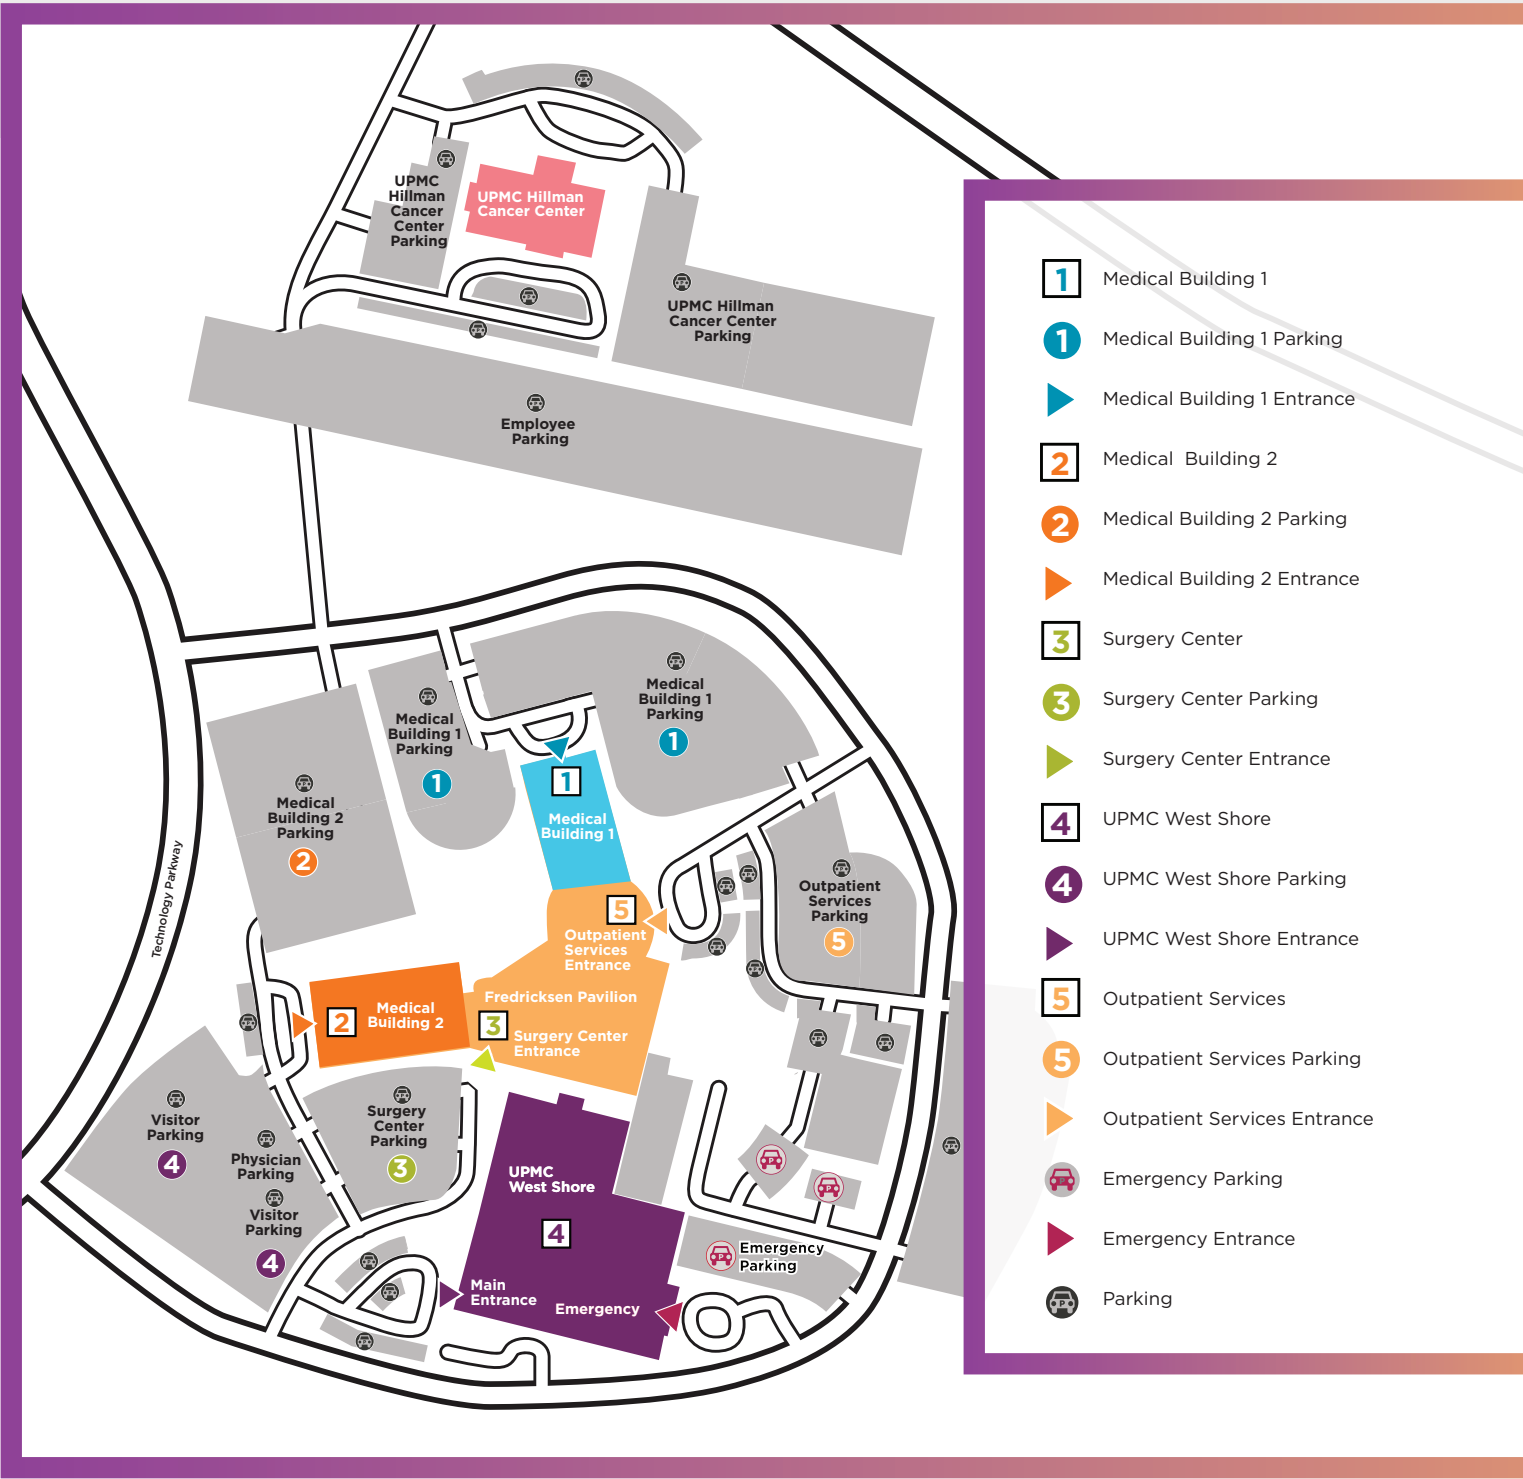 UPMC
Hillman
Cancer
Center
Parking
UPMC Hillman
Cancer Center
UPMC Hillman
Cancer Center
Parking
Employee
Parking
Technology Parkway
Medical
Building 1
Parking
1
Medical
Building 1
Parking
1
Medical
Building 2
Parking
2
1
Medical
Building 1
5
Outpatient
Services
Entrance
Outpatient
Services
Parking
5
Fredricksen Pavilion
2
Medical
Building 2
3
Surgery Center
Entrance
Visitor
Parking
4
Physician
Parking
Visitor
Parking
4
Surgery
Center
Parking
3
UPMC
West Shore
4
Main
Entrance
Emergency
Emergency
Parking
1 Medical Building 1
1 Medical Building 1 Parking
Medical Building 1 Entrance
2 Medical Building 2
2 Medical Building 2 Parking
Medical Building 2 Entrance
3 Surgery Center
3 Surgery Center Parking
Surgery Center Entrance
4 UPMC West Shore
4 UPMC West Shore Parking
UPMC West Shore Entrance
5 Outpatient Services
5 Outpatient Services Parking
Outpatient Services Entrance
P Emergency Parking
Emergency Entrance
P Parking